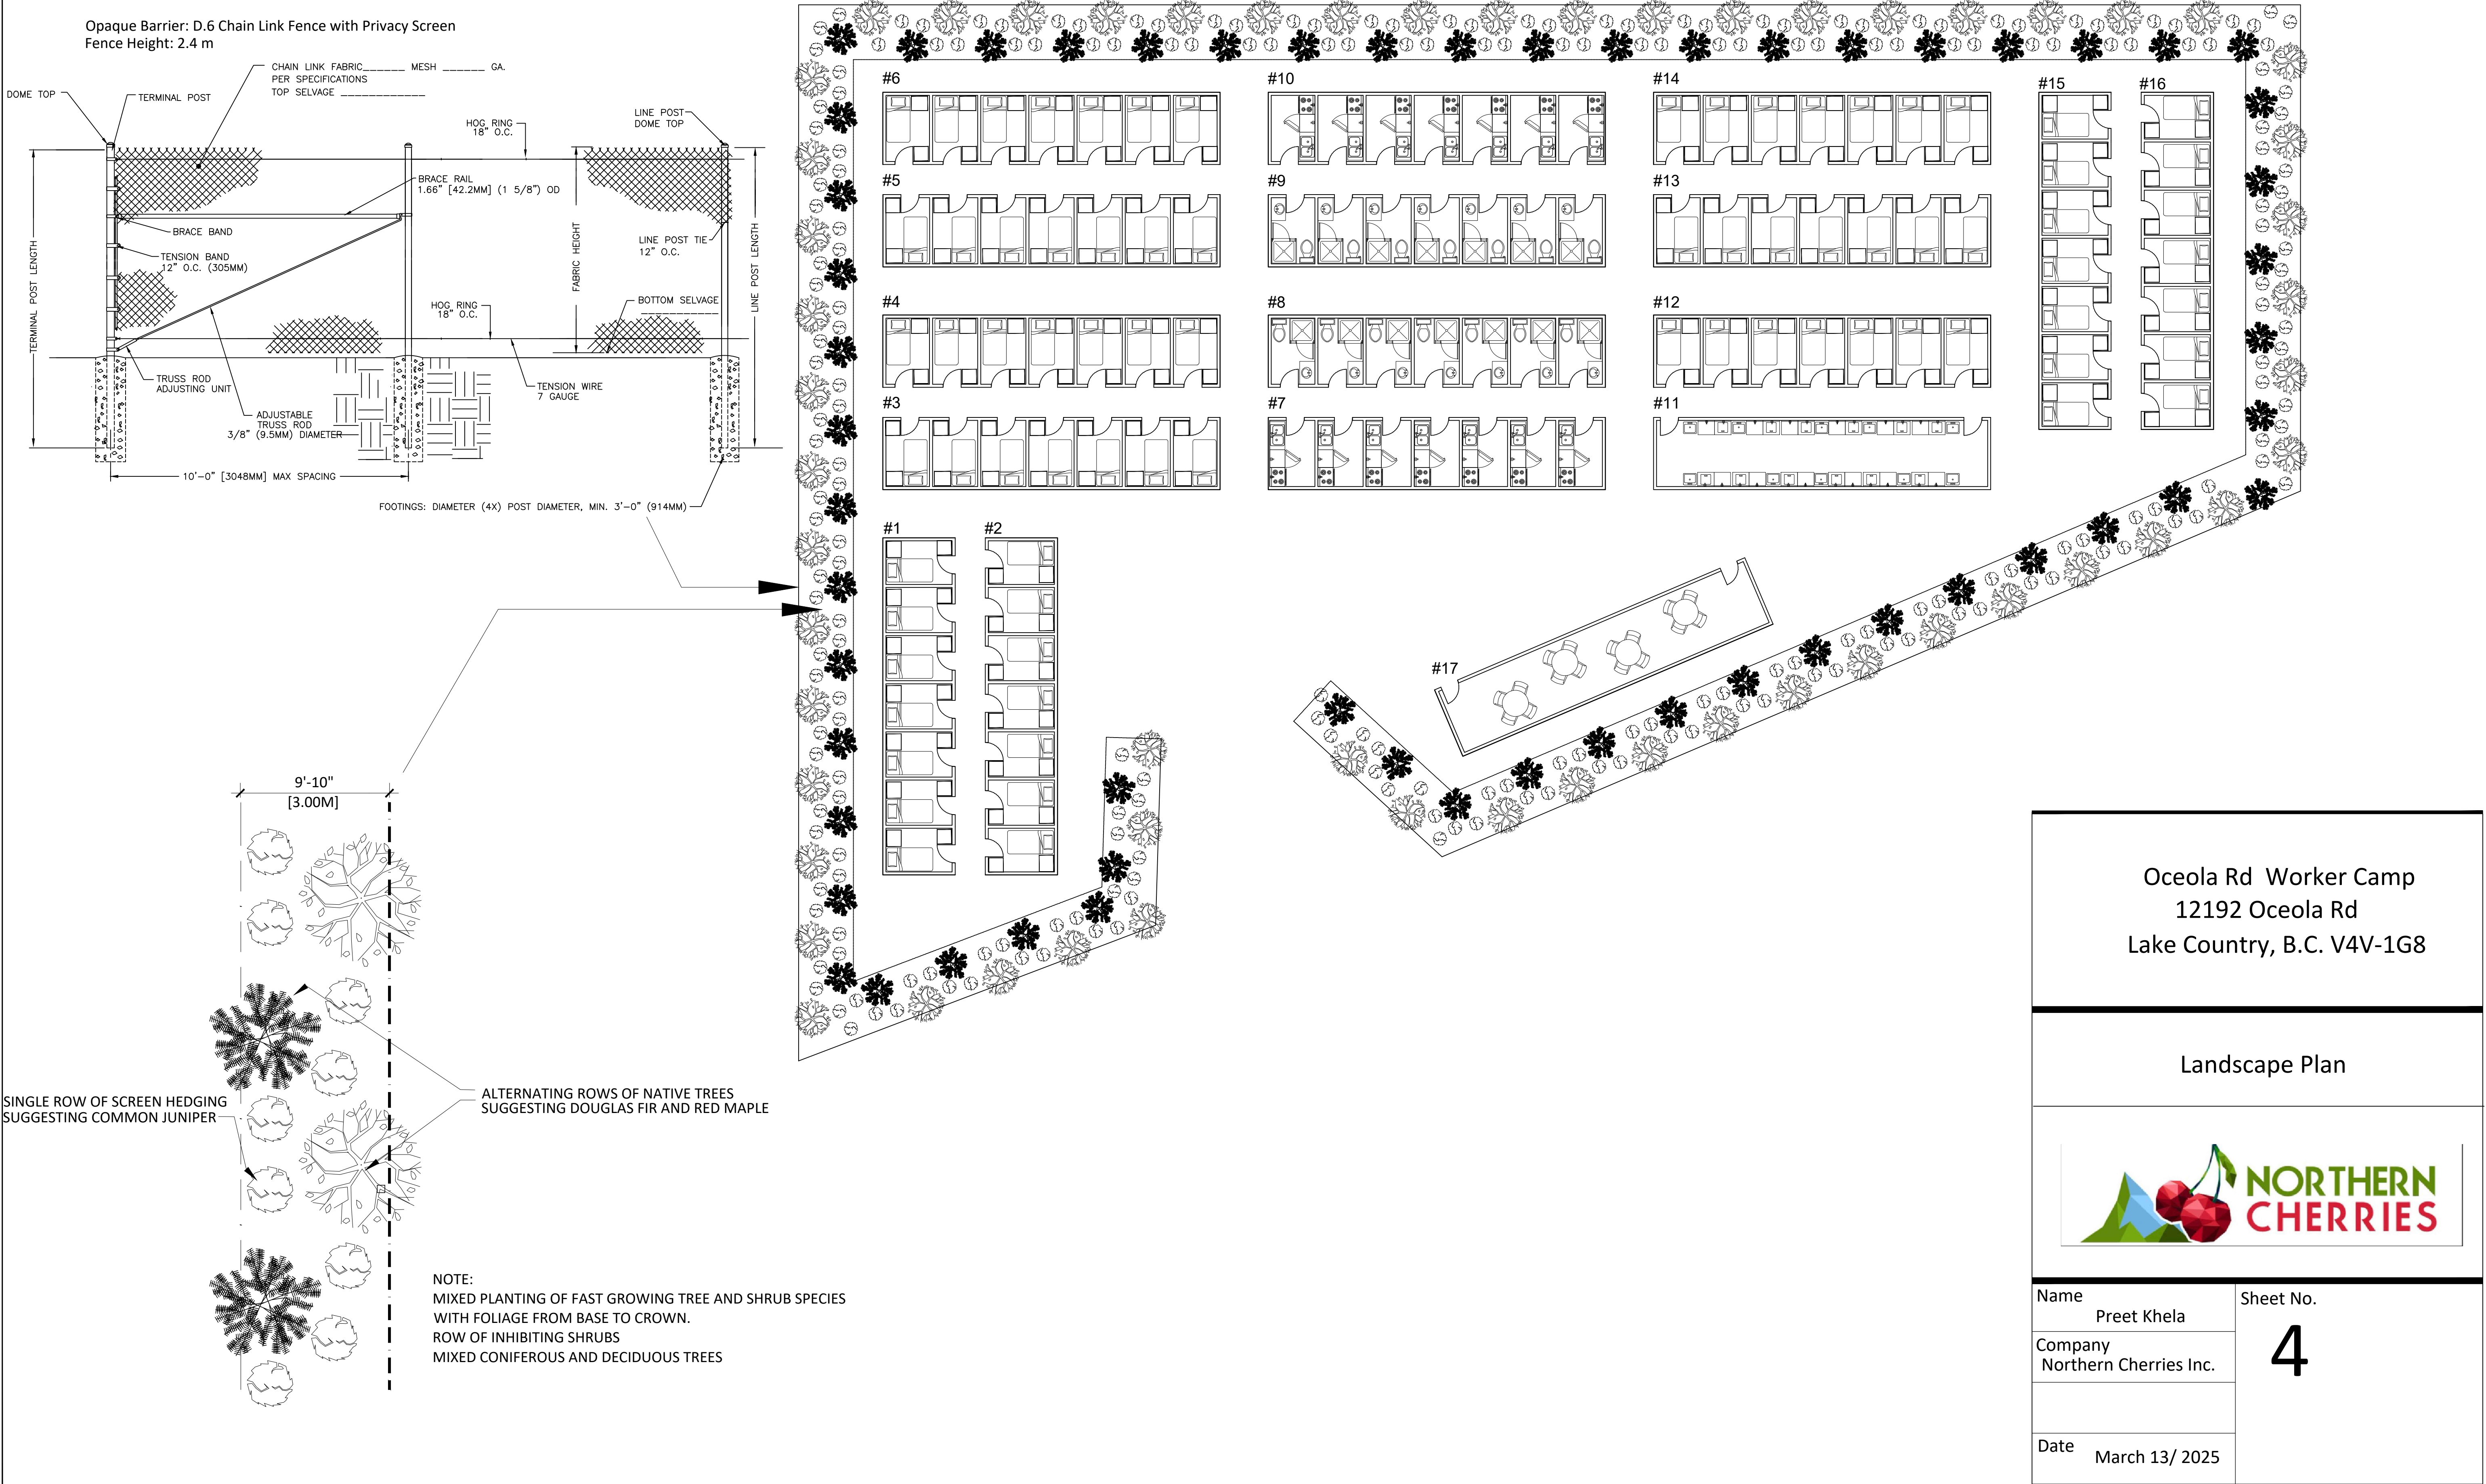 Opaque Barrier: D.6 Chain Link Fence with Privacy Screen
Fence Height: 2.4 m
CHAIN LINK FABRIC______ MESH ______ GA.
PER SPECIFICATIONS
TOP SELVAGE ____________
DOME TOP
TERMINAL POST
HOG RING
18" O.C.
LINE POST
DOME TOP
BRACE RAIL
1.66" [42.2MM] (1 5/8") OD
BRACE BAND
TENSION BAND
12" O.C. (305MM)
LINE POST TIE
12" O.C.
TERMINAL POST LENGTH
FABRIC HEIGHT
LINE POST LENGTH
HOG RING
18" O.C.
BOTTOM SELVAGE
___________
TRUSS ROD
ADJUSTING UNIT
TENSION WIRE
7 GAUGE
ADJUSTABLE
TRUSS ROD
3/8" (9.5MM) DIAMETER
10'-0" [3048MM] MAX SPACING
FOOTINGS: DIAMETER (4X) POST DIAMETER, MIN. 3'-0" (914MM)
#6
#10
#14
#15
#16
#5
#9
#13
#4
#8
#12
#3
#7
#11
#1
#2
#17
9'-10"
[3.00M]
SINGLE ROW OF SCREEN HEDGING
SUGGESTING COMMON JUNIPER
ALTERNATING ROWS OF NATIVE TREES
SUGGESTING DOUGLAS FIR AND RED MAPLE
NOTE:
MIXED PLANTING OF FAST GROWING TREE AND SHRUB SPECIES
WITH FOLIAGE FROM BASE TO CROWN.
ROW OF INHIBITING SHRUBS
MIXED CONIFEROUS AND DECIDUOUS TREES
Oceola Rd Worker Camp
12192 Oceola Rd
Lake Country, B.C. V4V-1G8
Landscape Plan
NORTHERN
CHERRIES
Name
Preet Khela
Sheet No.
4
Company
Northern Cherries Inc.
Date
March 13/ 2025